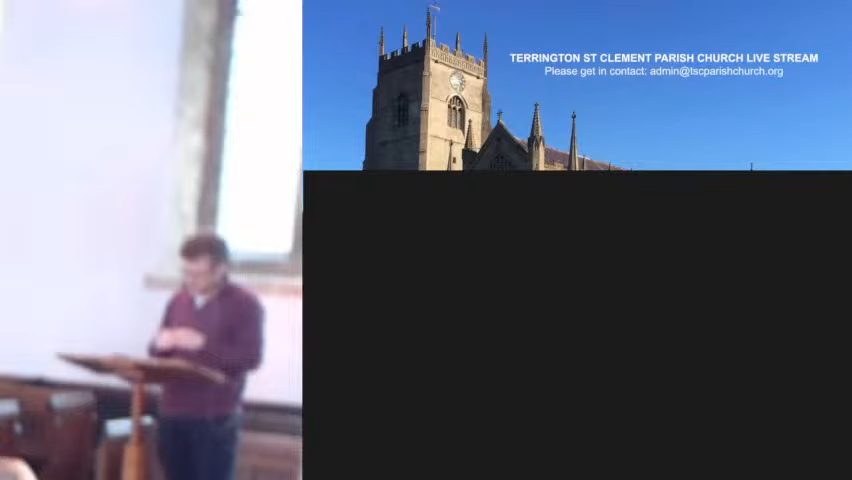 TERRINGTON ST CLEMENT PARISH CHURCH LIVE STREAM
Please get in contact: admin@tscparishchurch.org